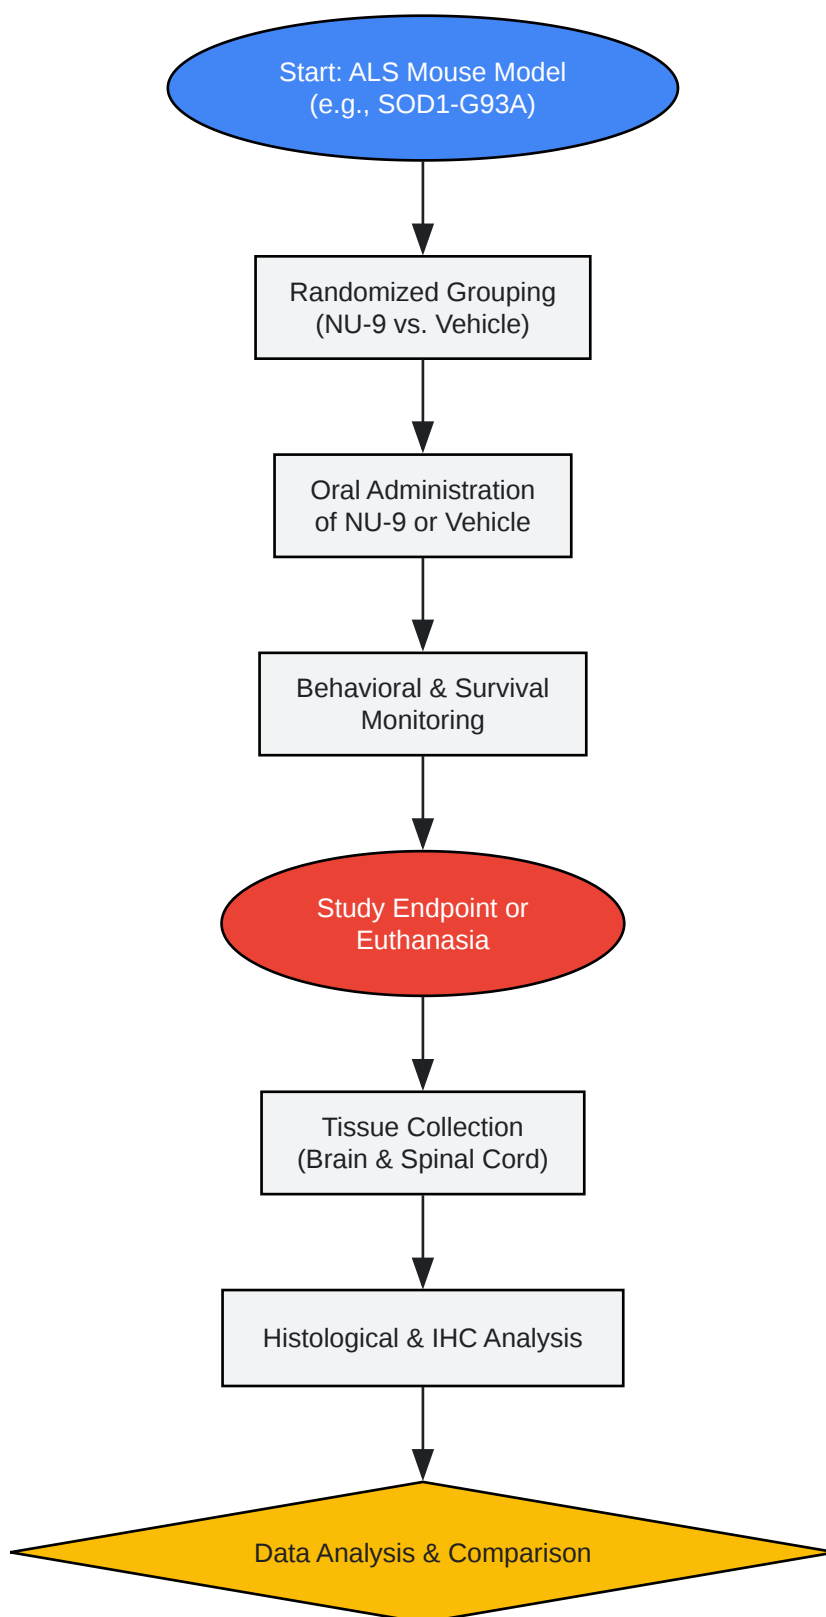 Start: ALS Mouse Model
(e.g., SOD1-G93A)
Randomized Grouping
(NU-9 vs. Vehicle)
Oral Administration
of NU-9 or Vehicle
Behavioral & Survival
Monitoring
Study Endpoint or
Euthanasia
Tissue Collection
(Brain & Spinal Cord)
Histological & IHC Analysis
Data Analysis & Comparison